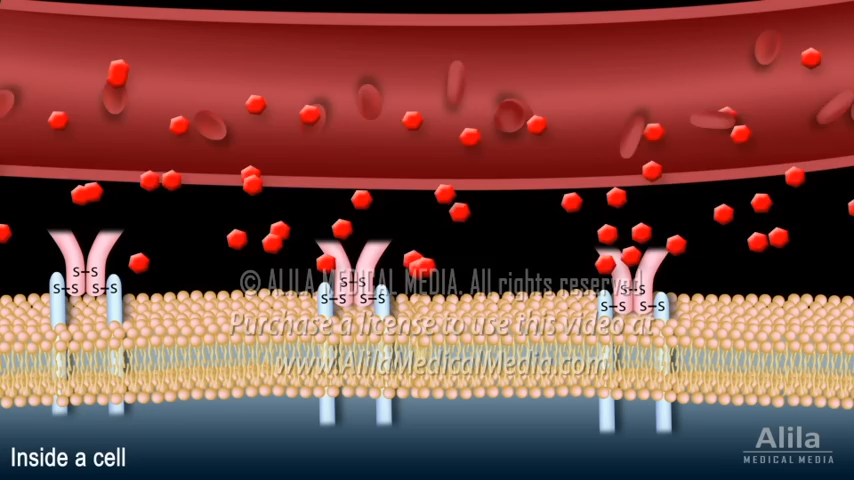 S-S
S-S
S-S
S-S
S-S
S-S
S-S
S-S
S-S
© ALILA MEDICAL MEDIA. All rights reserved.
Purchase a license to use this video at
www.AlilaMedicalMedia.com
Inside a cell
Alila
MEDICAL MEDIA